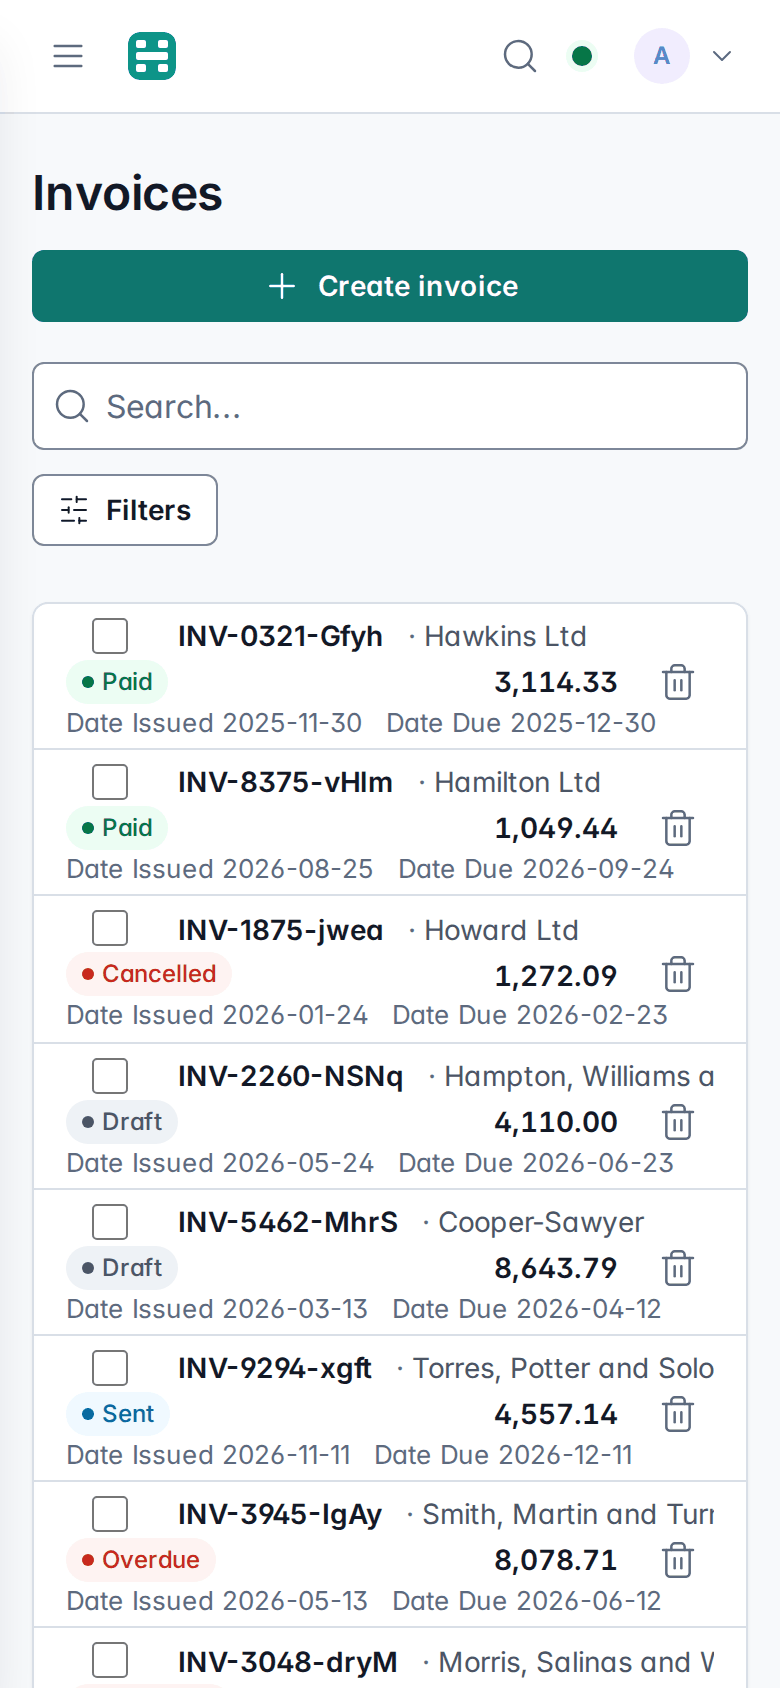 A
Invoices
Create invoice
Search...
Filters
INV-0321-Gfyh · Hawkins Ltd
Paid 3,114.33
Date Issued 2025-11-30 Date Due 2025-12-30
INV-8375-vHlm · Hamilton Ltd
Paid 1,049.44
Date Issued 2026-08-25 Date Due 2026-09-24
INV-1875-jwea · Howard Ltd
Cancelled 1,272.09
Date Issued 2026-01-24 Date Due 2026-02-23
INV-2260-NSNq · Hampton, Williams a
Draft 4,110.00
Date Issued 2026-05-24 Date Due 2026-06-23
INV-5462-MhrS · Cooper-Sawyer
Draft 8,643.79
Date Issued 2026-03-13 Date Due 2026-04-12
INV-9294-xgft · Torres, Potter and Solo
Sent 4,557.14
Date Issued 2026-11-11 Date Due 2026-12-11
INV-3945-IgAy · Smith, Martin and Turr
Overdue 8,078.71
Date Issued 2026-05-13 Date Due 2026-06-12
INV-3048-dryM · Morris, Salinas and